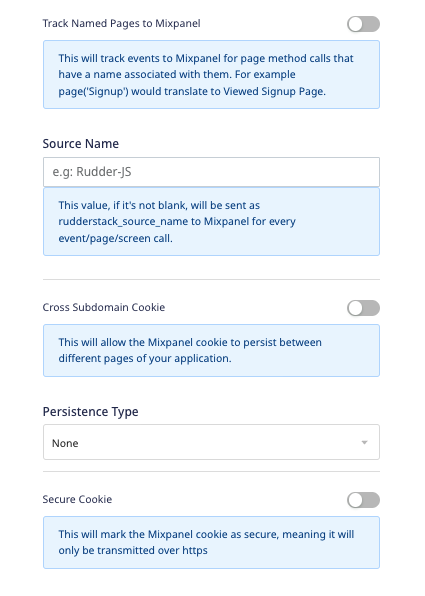 Track Named Pages to Mixpanel
This will track events to Mixpanel for page method calls that
have a name associated with them. For example
page('Signup') would translate to Viewed Signup Page.
Source Name
e.g: Rudder-JS
This value, if it's not blank, will be sent as
rudderstack_source_name to Mixpanel for every
event/page/screen call.
Cross Subdomain Cookie
This will allow the Mixpanel cookie to persist between
different pages of your application.
Persistence Type
None
Secure Cookie
This will mark the Mixpanel cookie as secure, meaning it will
only be transmitted over https